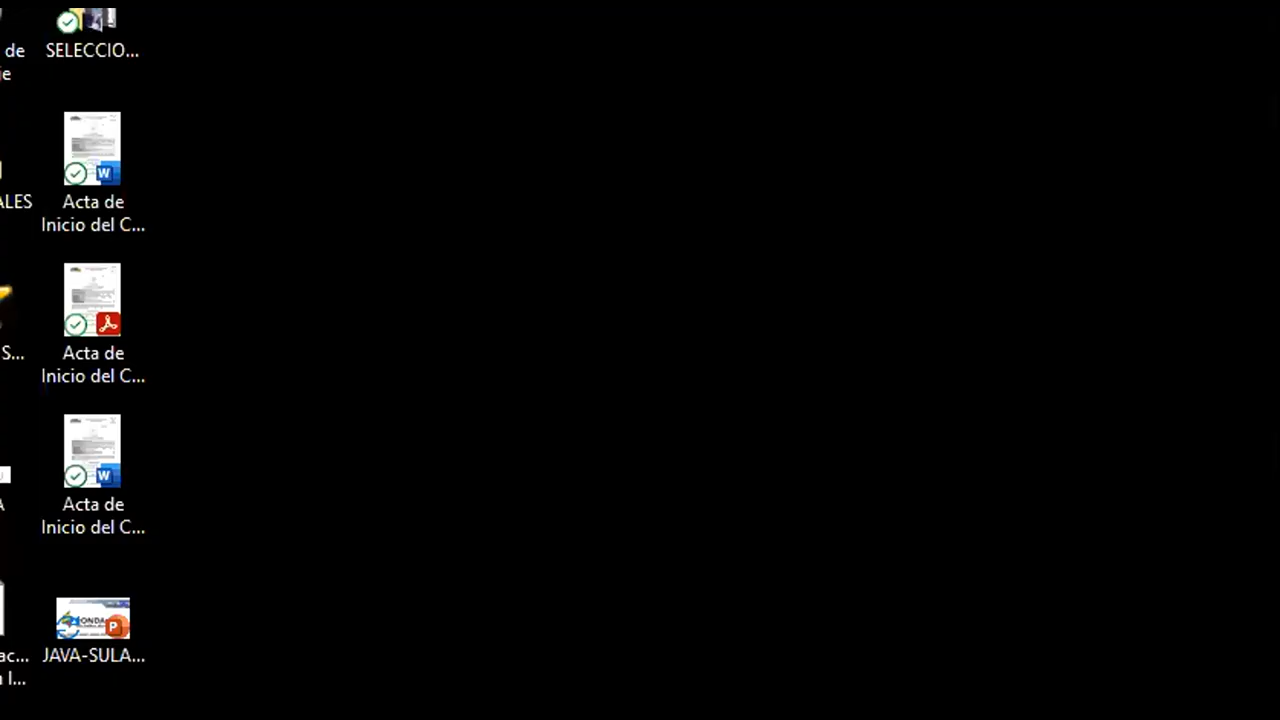 de
SELECCIO...
Acta de
Inicio del C...
ALES
Acta de
Inicio del C...
S...
Acta de
Inicio del C...
A
JAVA-SULA...
ac...
I...